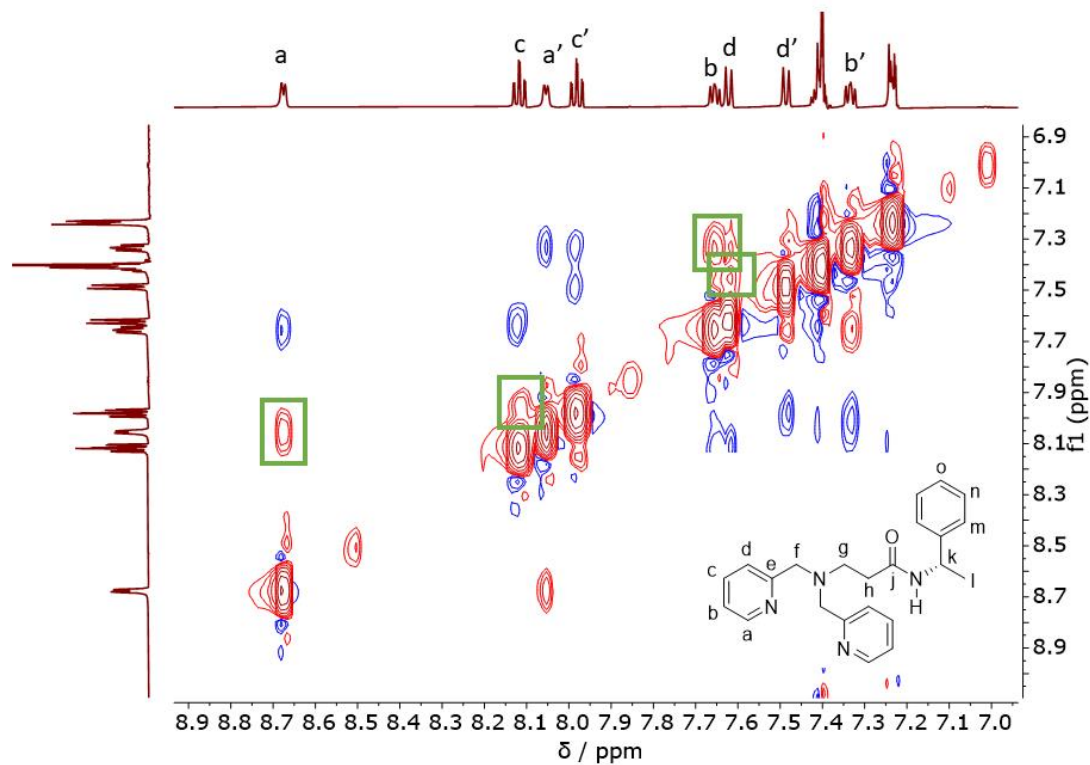 a c a’ c’ b d d’ b’
6.9
7.1
7.3
7.5
7.7
7.9
8.1
8.3
8.5
8.7
8.9
f1 (ppm)
o
n
m
O
d f g k
c e h j l
N N
b N H
a
N
8.9 8.8 8.7 8.6 8.5 8.4 8.3 8.2 8.1 8.0 7.9 7.8 7.7 7.6 7.5 7.4 7.3 7.2 7.1 7.0
δ / ppm